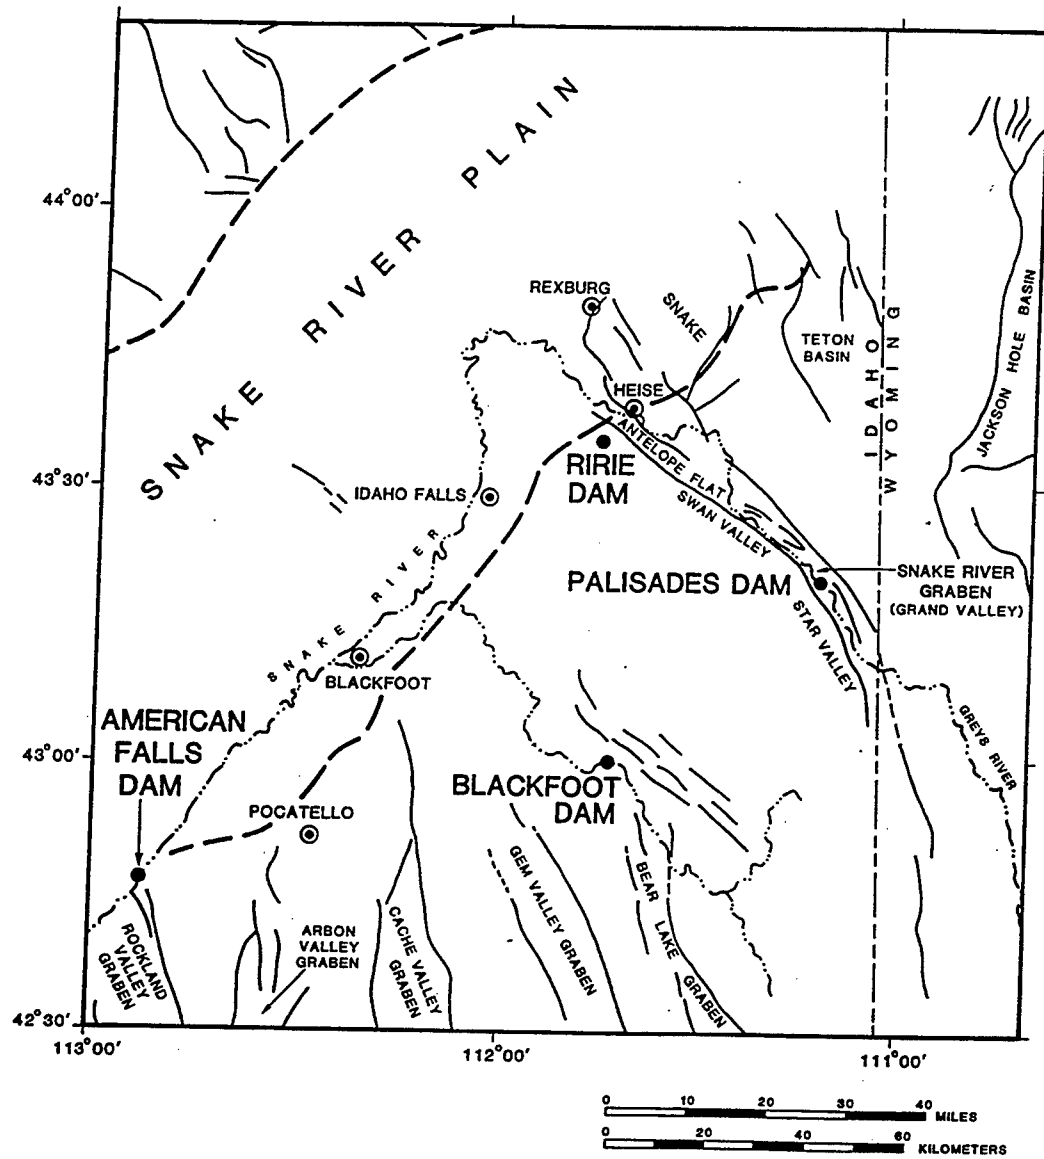 SNAKE RIVER PLAIN
44°00'
REXBURG
SNAKE
TETON
BASIN
IDAHO
WYOMING
JACKSON HOLE BASIN
HEISE
ANTELOPE FLAT
RIRIE
DAM
43°30'
IDAHO FALLS
SWAN VALLEY
PALISADES DAM
SNAKE RIVER
GRABEN
(GRAND VALLEY)
STAR VALLEY
SNAKE RIVER
BLACKFOOT
GREYS RIVER
AMERICAN
FALLS
DAM
43°00'
BLACKFOOT
DAM
POCATELLO
ROCKLAND
VALLEY
GRABEN
ARBON
VALLEY
GRABEN
CACHE VALLEY
GRABEN
GEM VALLEY GRABEN
BEAR LAKE GRABEN
42°30'
113°00'
112°00'
111°00'
0 10 20 30 40
MILES
0 20 40 60
KILOMETERS